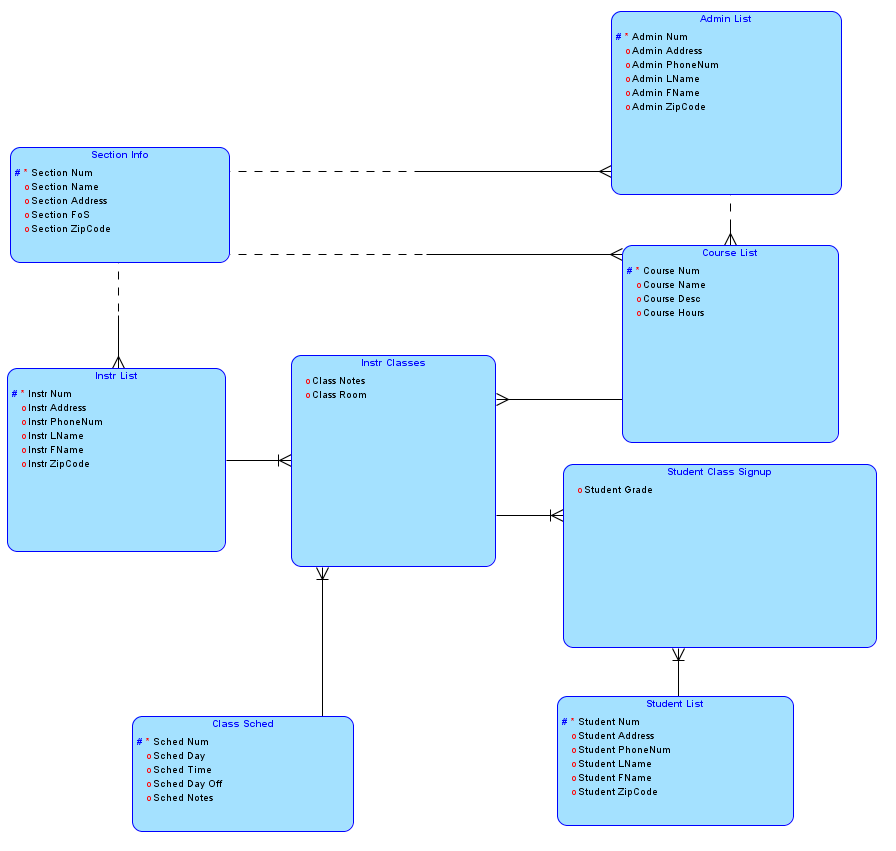 Admin List
# * Admin Num
o Admin Address
o Admin PhoneNum
o Admin LName
o Admin FName
o Admin ZipCode
Section Info
# * Section Num
o Section Name
o Section Address
o Section FoS
o Section ZipCode
Course List
# * Course Num
o Course Name
o Course Desc
o Course Hours
Instr List
# * Instr Num
o Instr Address
o Instr PhoneNum
o Instr LName
o Instr FName
o Instr ZipCode
Instr Classes
o Class Notes
o Class Room
Student Class Signup
o Student Grade
Class Sched
# * Sched Num
o Sched Day
o Sched Time
o Sched Day Off
o Sched Notes
Student List
# * Student Num
o Student Address
o Student PhoneNum
o Student LName
o Student FName
o Student ZipCode